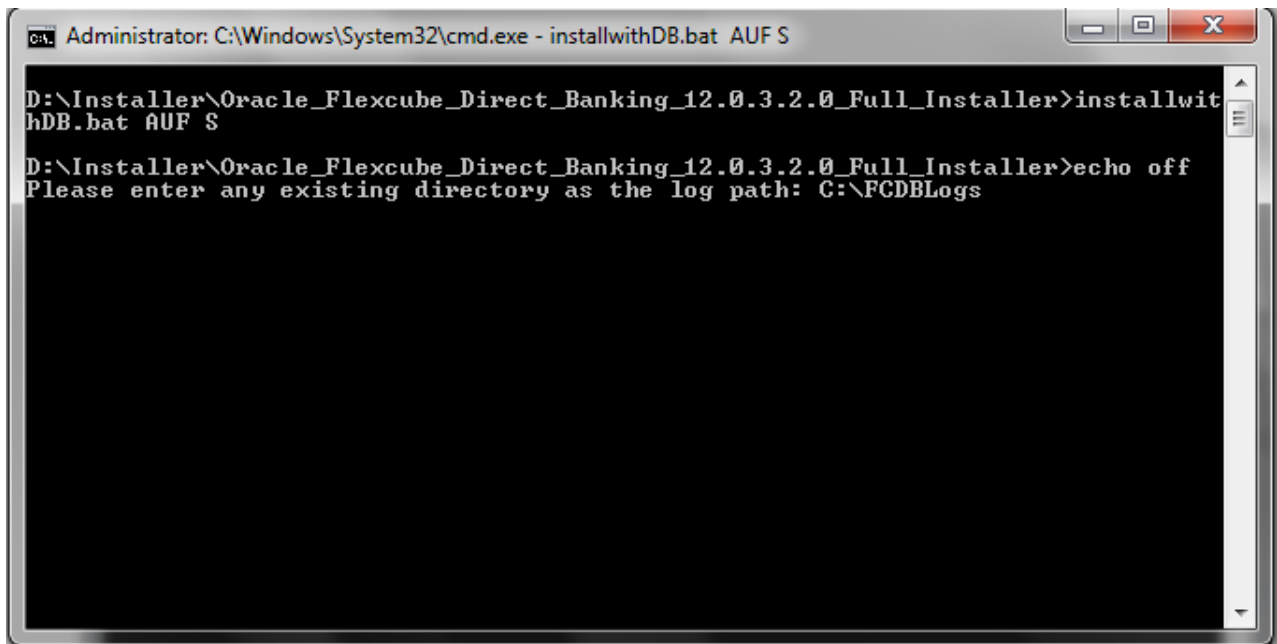 Administrator: C:\Windows\System32\cmd.exe - installwithDB.bat  AUF S
D:\Installer\Oracle_Flexcube_Direct_Banking_12.0.3.2.0_Full_Installer>installwit
hDB.bat AUF S
D:\Installer\Oracle_Flexcube_Direct_Banking_12.0.3.2.0_Full_Installer>echo off
Please enter any existing directory as the log path: C:\FCDBLogs